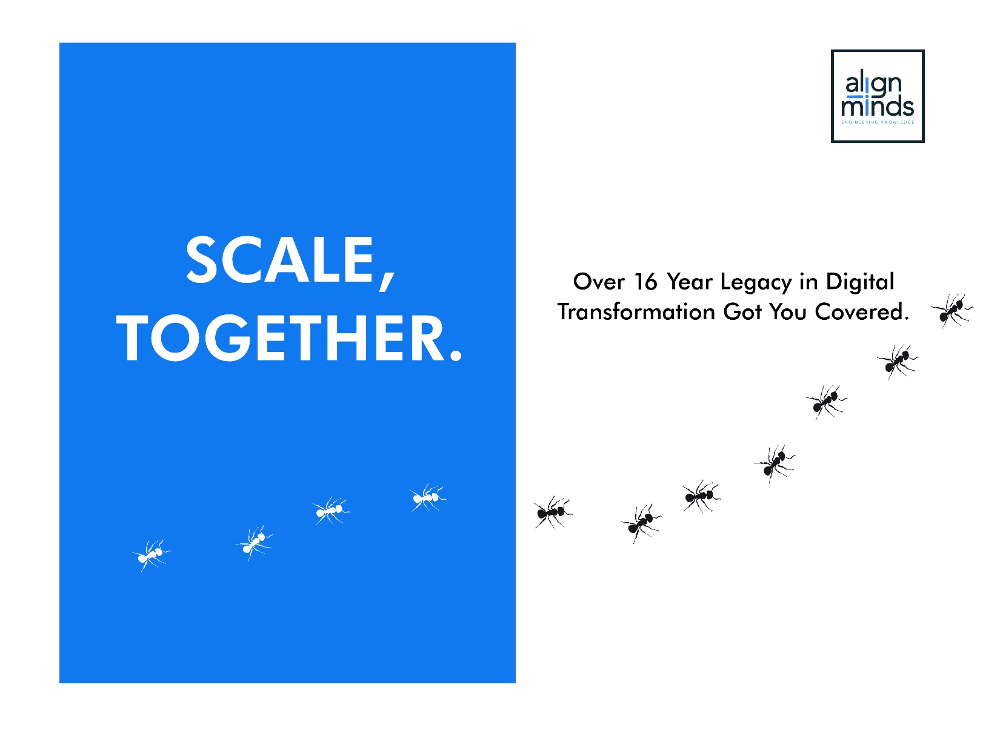 SCALE,
TOGETHER.
align
minds
ENGINEERING KNOWLEDGE
Over 16 Year Legacy in Digital
Transformation Got You Covered.